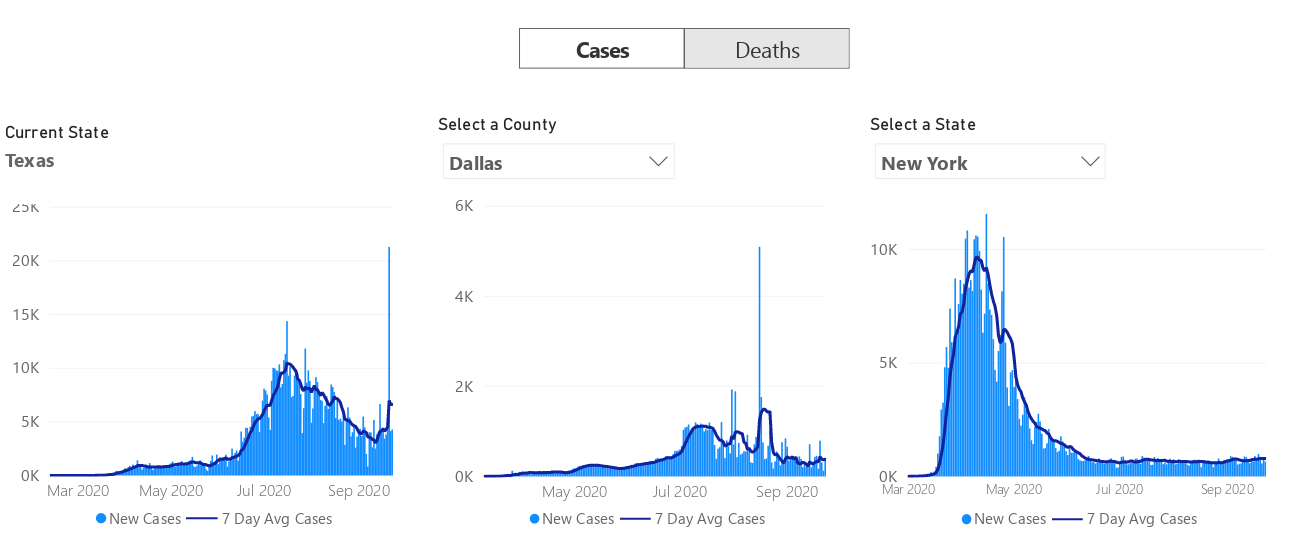 Cases Deaths
Current State
Texas
25K
20K
15K
10K
5K
0K
Mar 2020 May 2020 Jul 2020 Sep 2020
New Cases 7 Day Avg Cases
Select a County
Dallas
6K
4K
2K
0K
May 2020 Jul 2020 Sep 2020
New Cases 7 Day Avg Cases
Select a State
New York
10K
5K
0K
Mar 2020 May 2020 Jul 2020 Sep 2020
New Cases 7 Day Avg Cases